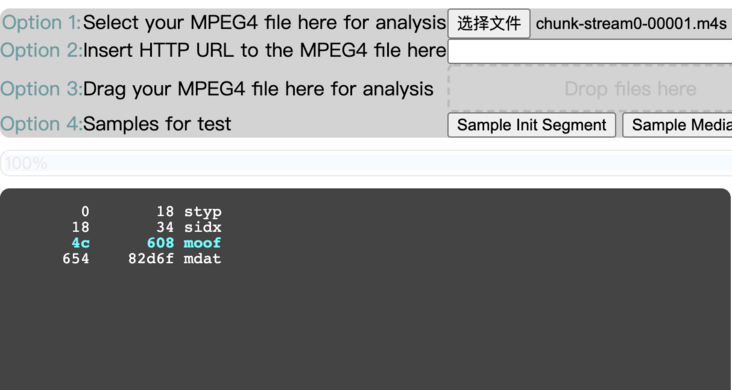 Option 1:Select your MPEG4 file here for analysis 选择文件 chunk-stream0-00001.m4s
Option 2:Insert HTTP URL to the MPEG4 file here
Option 3:Drag your MPEG4 file here for analysis Drop files here
Option 4:Samples for test Sample Init Segment Sample Media
100%
0 18 styp
18 34 sidx
4c 608 moof
654 82d6f mdat